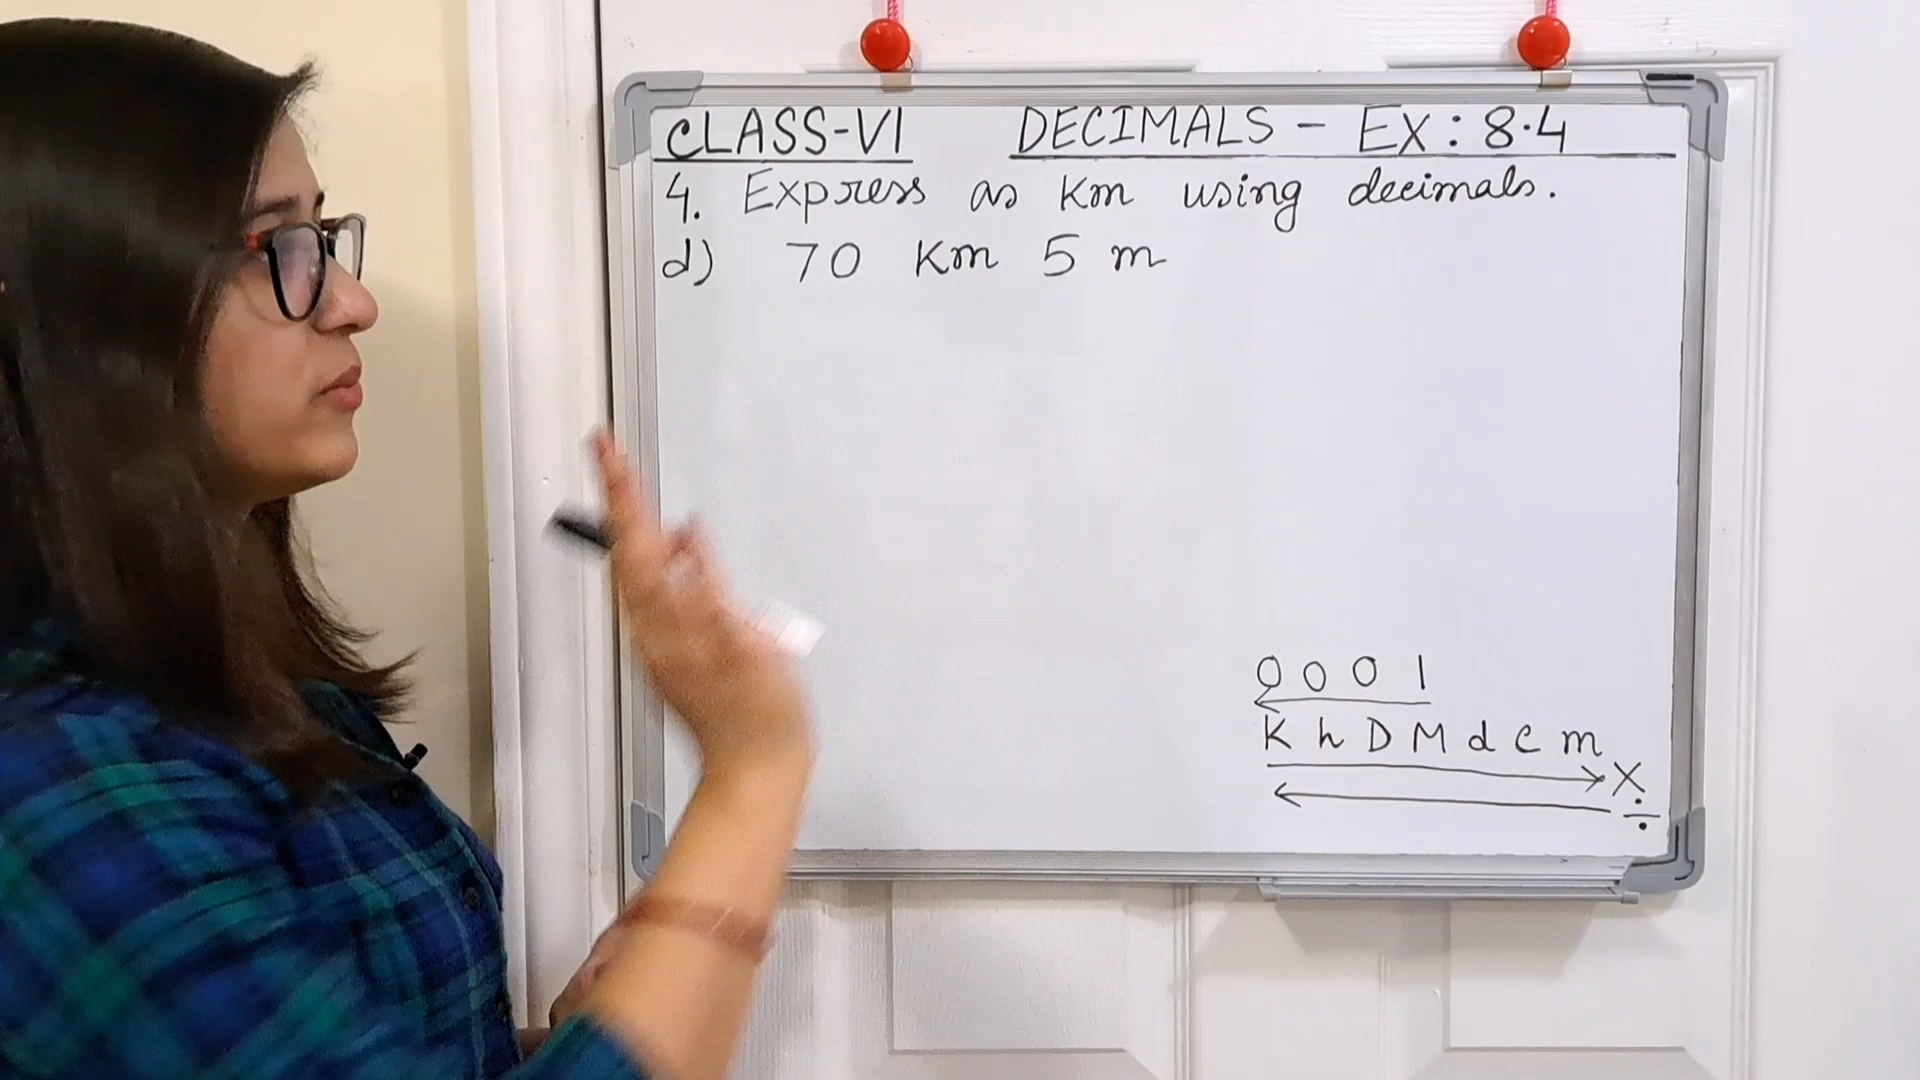 CLASS-VI DECIMALS - EX: 8.4
4. Express as Km using decimals.
d) 70 Km 5 m
0 0 0 1
K h D M d c m
×
÷